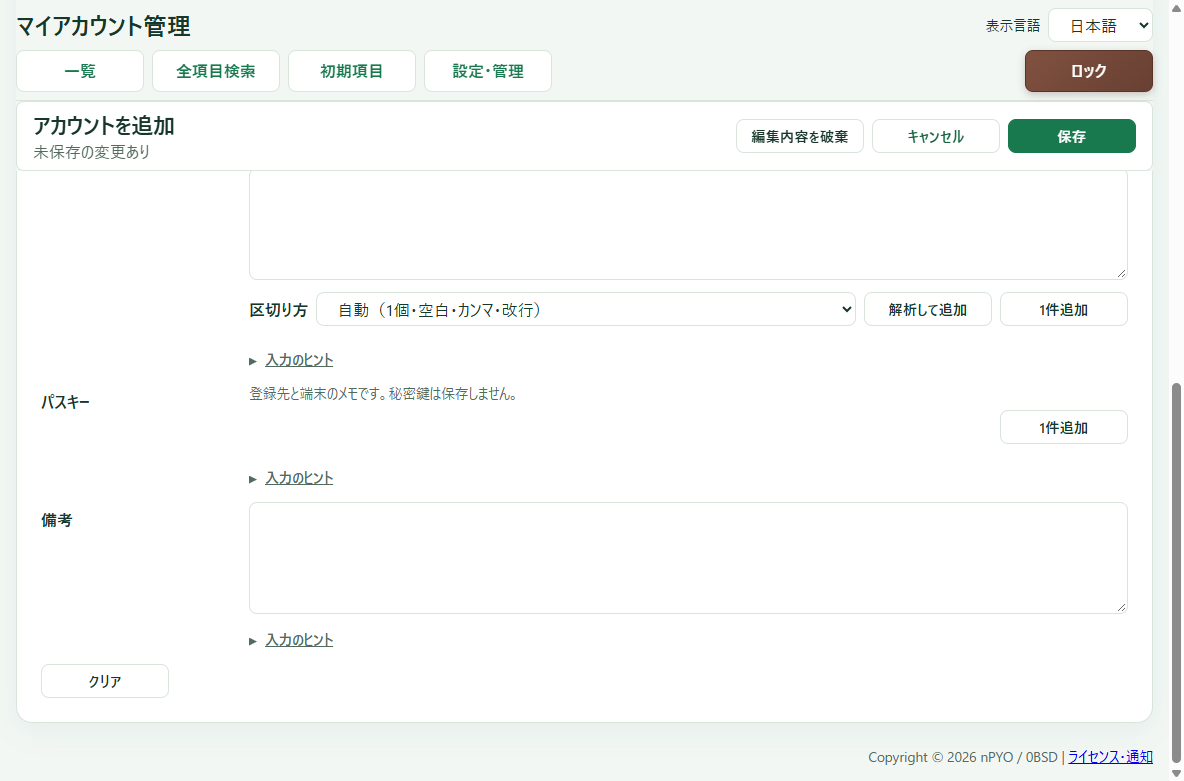 マイアカウント管理
表示言語 日本語
一覧 全項目検索 初期項目 設定・管理 ロック
アカウントを追加
未保存の変更あり
編集内容を破棄 キャンセル 保存
区切り方 自動（1個・空白・カンマ・改行） 解析して追加 1件追加
▶ 入力のヒント
パスキー
登録先と端末のメモです。秘密鍵は保存しません。
1件追加
▶ 入力のヒント
備考
▶ 入力のヒント
クリア
Copyright © 2026 nPYO / 0BSD | ライセンス・通知